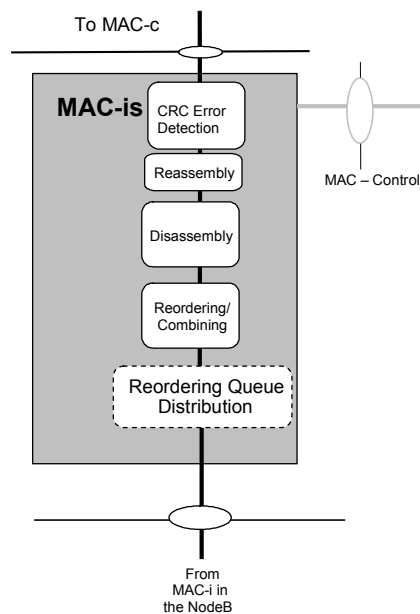 To MAC-c
MAC-is
CRC Error
Detection
Reassembly
MAC – Control
Disassembly
Reordering/
Combining
Reordering Queue
Distribution
From
MAC-i in
the NodeB